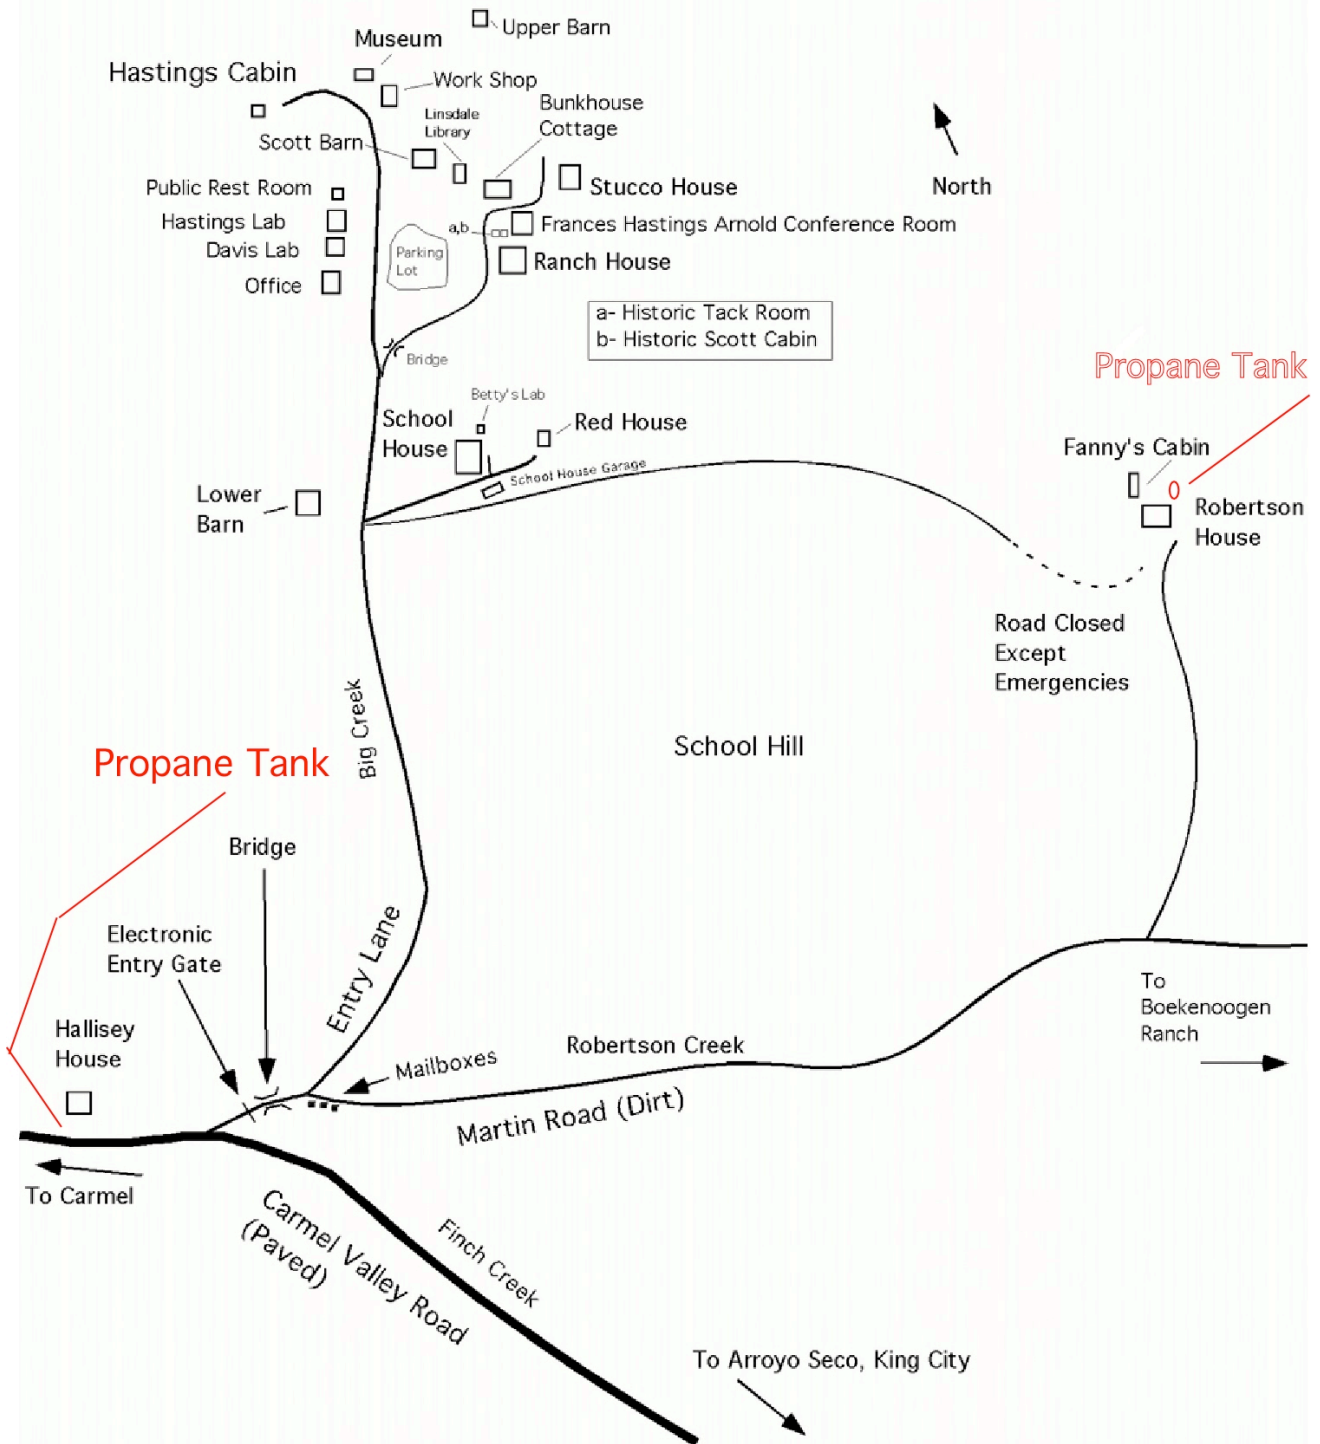 Upper Barn
Museum
Hastings Cabin
Work Shop
Bunkhouse
Cottage
Linsdale
Library
Scott Barn
Public Rest Room
Stucco House
North
Hastings Lab
a,b
Frances Hastings Arnold Conference Room
Davis Lab
Parking
Lot
Ranch House
Office
a- Historic Tack Room
b- Historic Scott Cabin
Bridge
Propane Tank
Betty's Lab
School
House
Red House
Fanny's Cabin
School House Garage
Lower
Barn
Robertson
House
Road Closed
Except
Emergencies
Big Creek
School Hill
Propane Tank
Bridge
Electronic
Entry Gate
Entry Lane
To
Boekenoogen
Ranch
Hallisey
House
Mailboxes
Robertson Creek
Martin Road (Dirt)
To Carmel
Carmel Valley Road
(Paved)
Finch Creek
To Arroyo Seco, King City